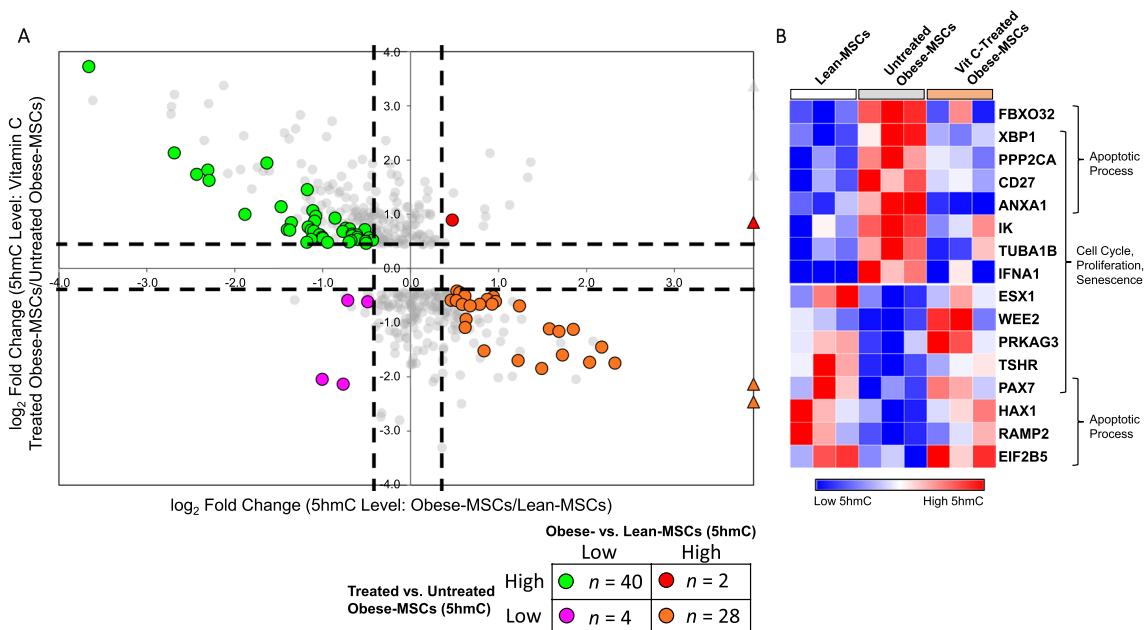 A
log2 Fold Change (5hmC Level: Vitamin C
Treated Obese-MSCs/Untreated Obese-MSCs)
4.0
3.0
2.0
1.0
0.0
-1.0
-2.0
-3.0
-4.0
-4.0
-3.0
-2.0
-1.0
1.0
2.0
3.0
log2 Fold Change (5hmC Level: Obese-MSCs/Lean-MSCs)
Obese- vs. Lean-MSCs (5hmC)
Low High
Treated vs. Untreated
Obese-MSCs (5hmC)
High n = 40 n = 2
Low n = 4 n = 28
B
Lean-MSCs
Untreated
Obese-MSCs
Vit C-Treated
Obese-MSCs
FBXO32
XBP1
PPP2CA
CD27
ANXA1
IK
TUBA1B
IFNA1
ESX1
WEE2
PRKAG3
TSHR
PAX7
HAX1
RAMP2
EIF2B5
Apoptotic
Process
Cell Cycle,
Proliferation,
Senescence
Apoptotic
Process
Low 5hmC High 5hmC